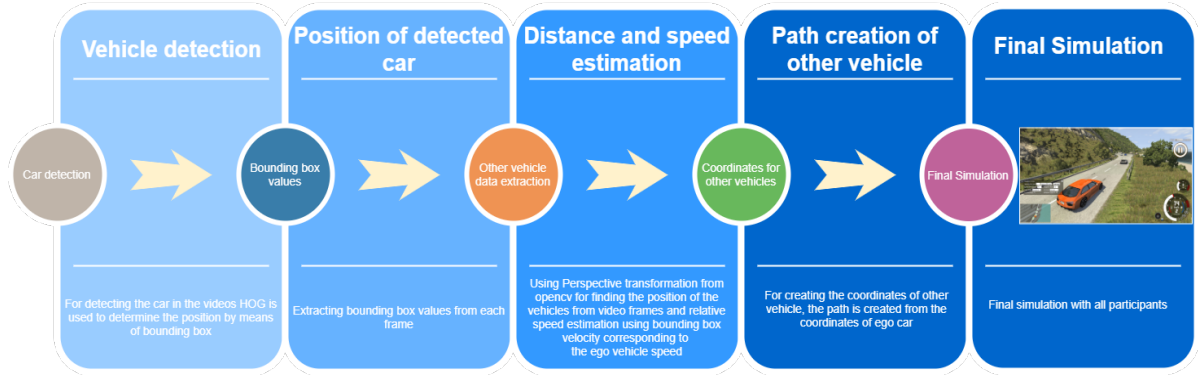 Vehicle detection
Car detection
For detecting the car in the videos HOG is
used to determine the position by means
of bounding box
Position of detected
car
Bounding box
values
Extracting bounding box values from each
frame
Distance and speed
estimation
Other vehicle
data extraction
Using Perspective transformation from
opencv for finding the position of the
vehicles from video frames and relative
speed estimation using bounding box
velocity corresponding to
the ego vehicle speed
Path creation of
other vehicle
Coordinates for
other vehicles
For creating the coordinates of other
vehicle, the path is created from the
coordinates of ego car
Final Simulation
Final Simulation
Final simulation with all participants